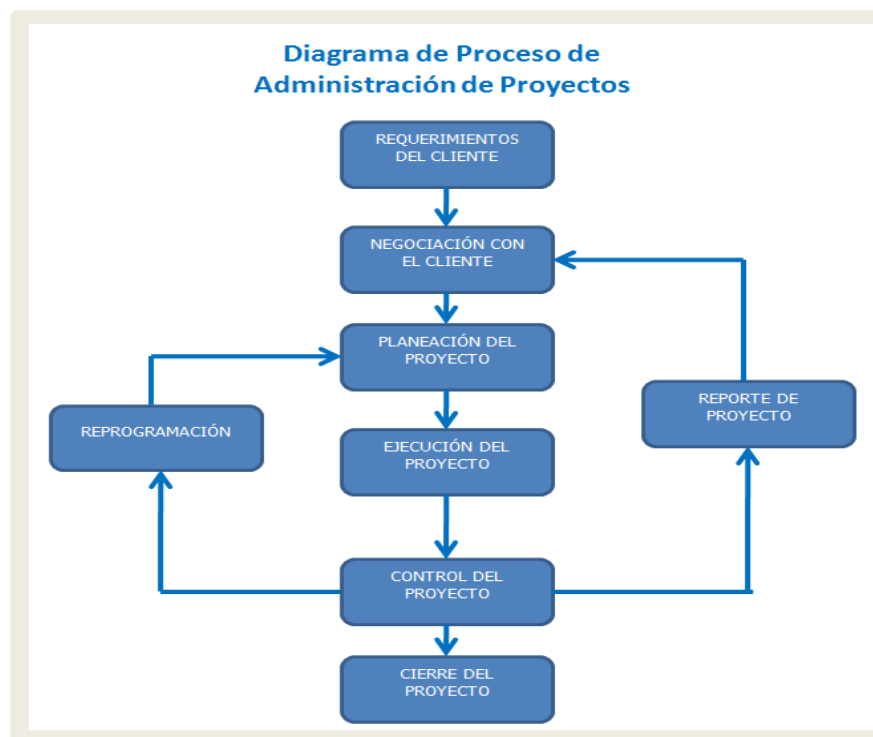 Diagrama de Proceso de
Administración de Proyectos
REQUERIMIENTOS
DEL CLIENTE
NEGOCIACIÓN CON
EL CLIENTE
PLANEACIÓN DEL
PROYECTO
REPORTE DE
PROYECTO
REPROGRAMACIÓN
EJECUCIÓN DEL
PROYECTO
CONTROL DEL
PROYECTO
CIERRE DEL
PROYECTO